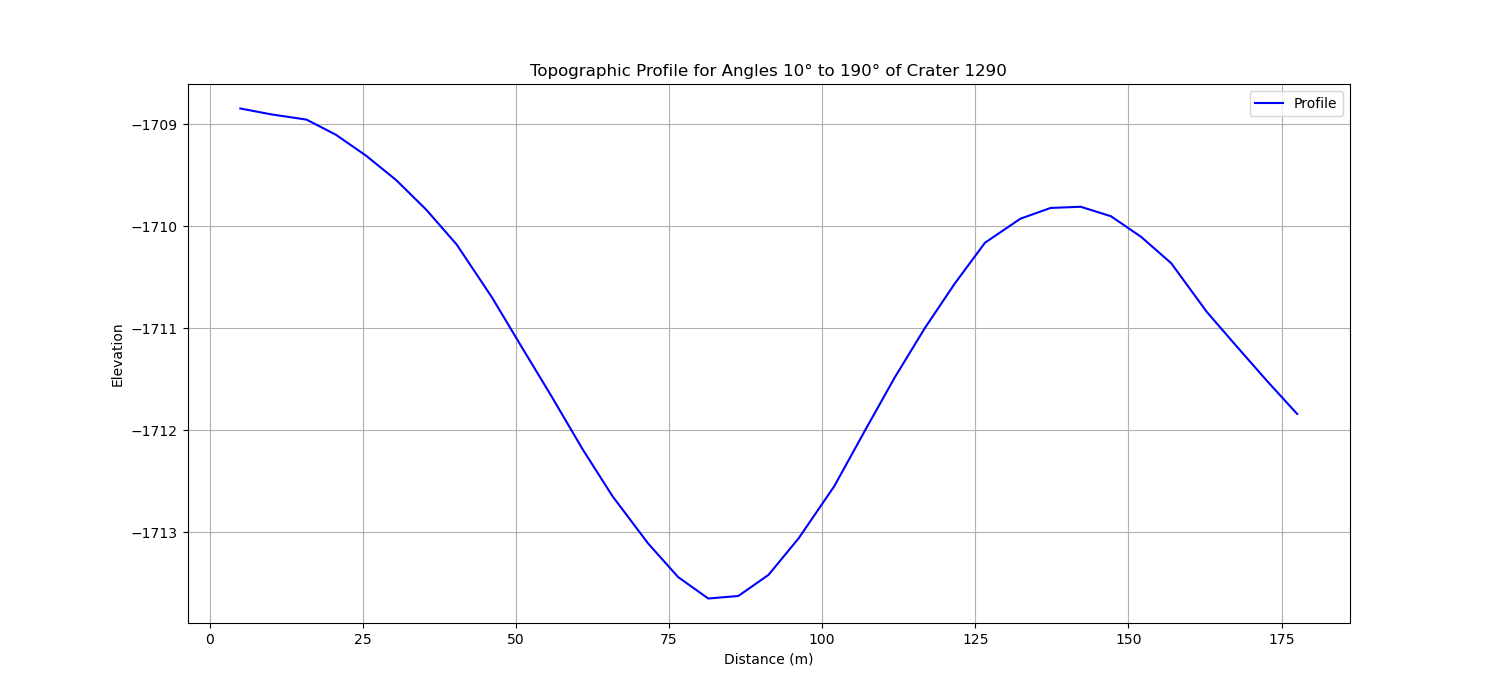 Topographic Profile for Angles 10° to 190° of Crater 1290
Profile
−1709
−1710
−1711
−1712
−1713
Elevation
0 25 50 75 100 125 150 175
Distance (m)